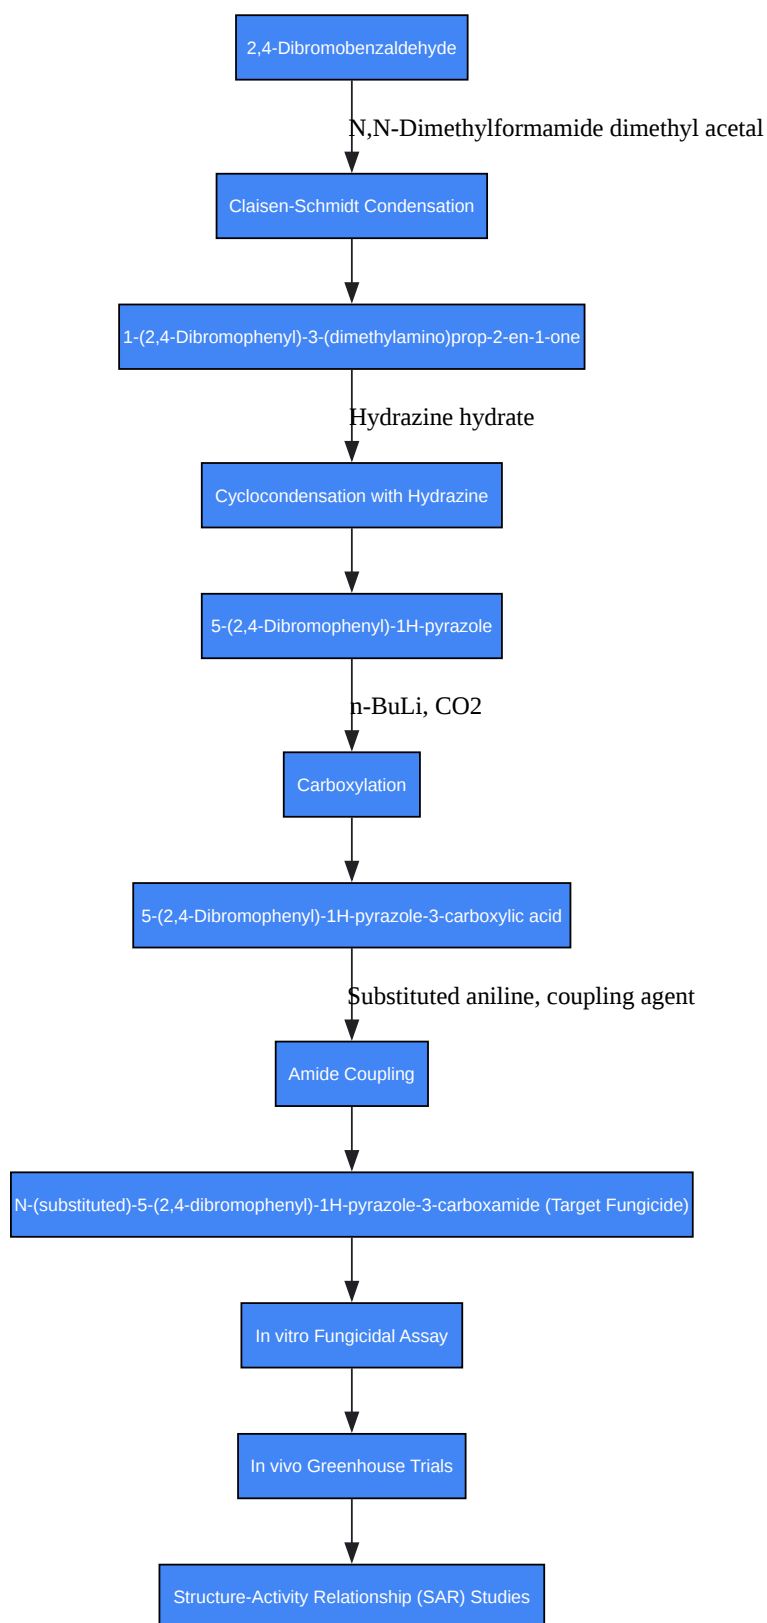 2,4-Dibromobenzaldehyde
N,N-Dimethylformamide dimethyl acetal
Claisen-Schmidt Condensation
1-(2,4-Dibromophenyl)-3-(dimethylamino)prop-2-en-1-one
Hydrazine hydrate
Cyclocondensation with Hydrazine
5-(2,4-Dibromophenyl)-1H-pyrazole
n-BuLi, CO2
Carboxylation
5-(2,4-Dibromophenyl)-1H-pyrazole-3-carboxylic acid
Substituted aniline, coupling agent
Amide Coupling
N-(substituted)-5-(2,4-dibromophenyl)-1H-pyrazole-3-carboxamide (Target Fungicide)
In vitro Fungicidal Assay
In vivo Greenhouse Trials
Structure-Activity Relationship (SAR) Studies